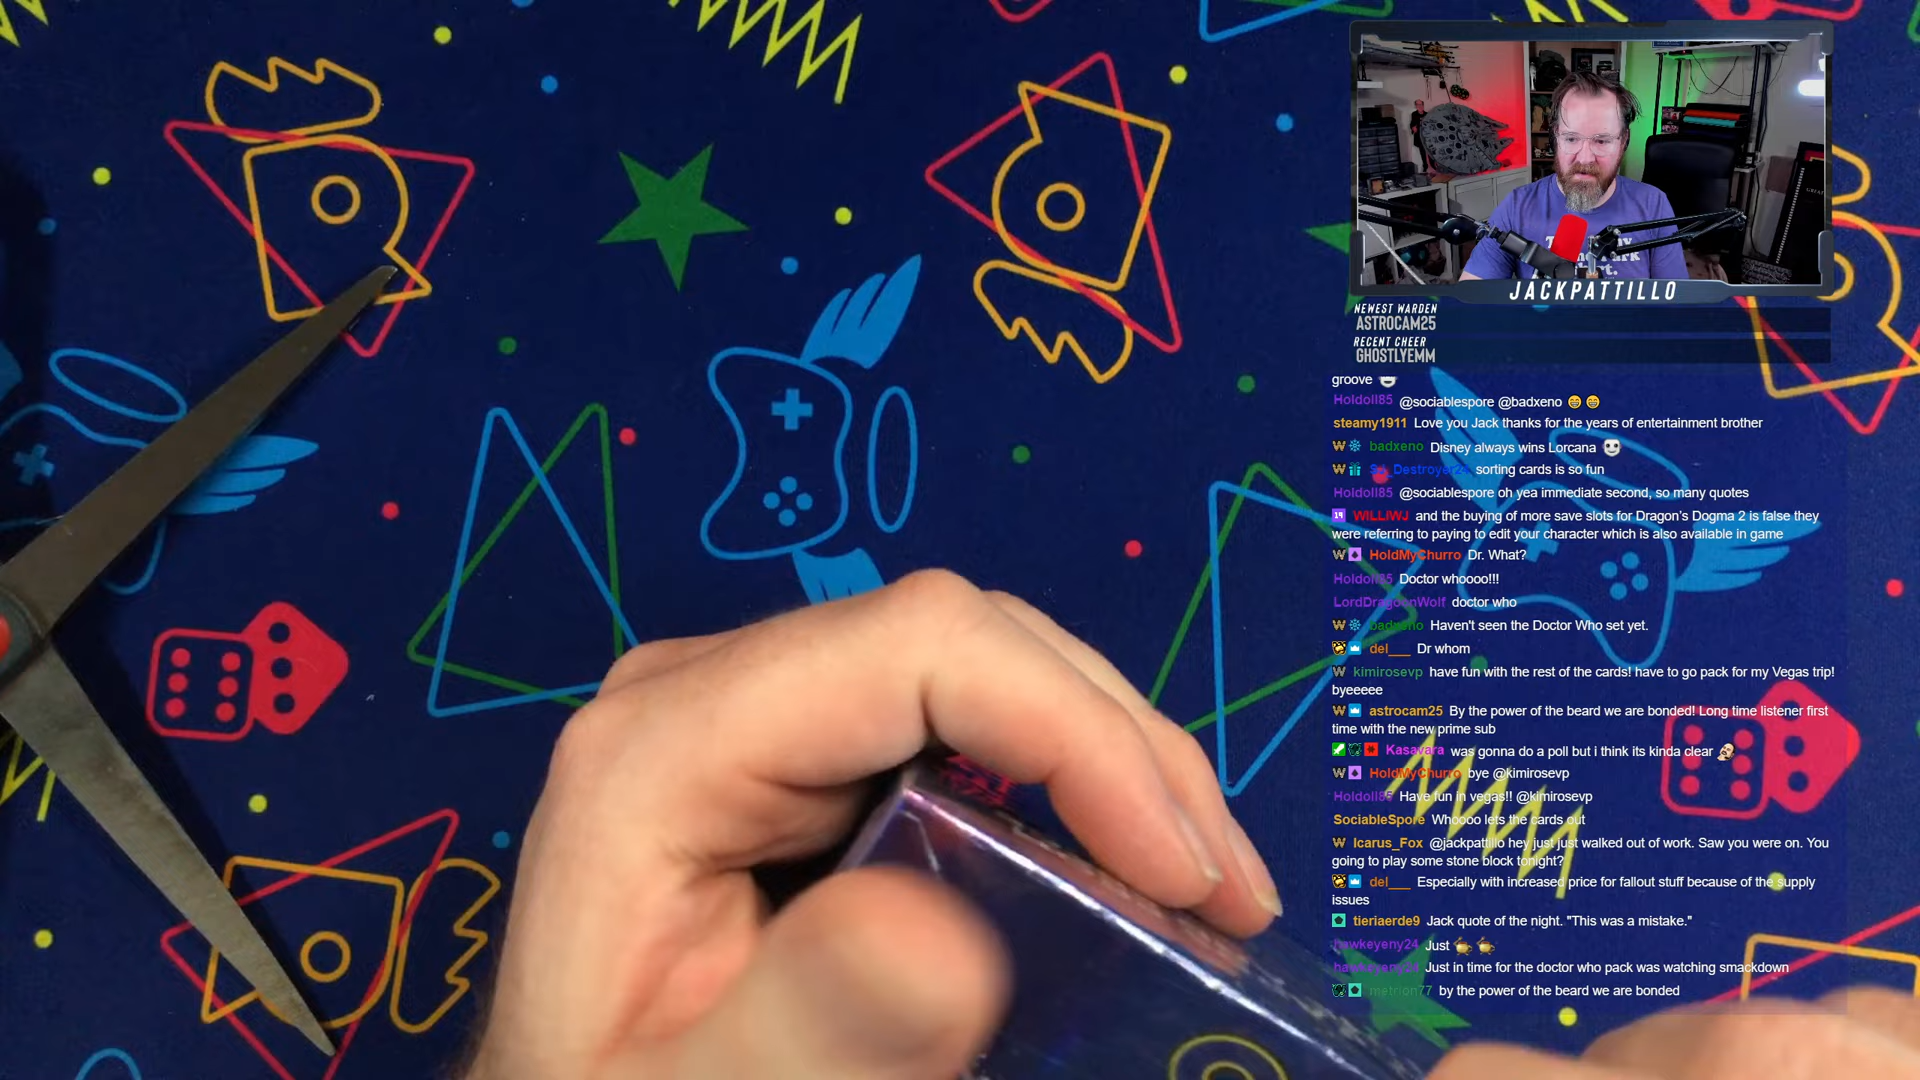 JACKPATTILLO
NEWEST WARDEN
ASTROCAM25
RECENT CHEER
GHOSTLYEMM
groove
Holdoll85 @sociablespore @badxeno
steamy1911 Love you Jack thanks for the years of entertainment brother
badxeno Disney always wins Lorcana
sorting cards is so fun
Holdoll85 @sociablespore oh yea immediate second, so many quotes
19 WILLIWJ and the buying of more save slots for Dragon's Dogma 2 is false they
were referring to paying to edit your character which is also available in game
HoldMyChurro Dr. What?
Holdoll85 Doctor whoooo!!!
LordDragoonWolf doctor who
badxeno Haven't seen the Doctor Who set yet.
del___ Dr whom
kimirosevp have fun with the rest of the cards! have to go pack for my Vegas trip!
byeeeee
astrocam25 By the power of the beard we are bonded! Long time listener first
time with the new prime sub
Kasavara was gonna do a poll but i think its kinda clear
HoldMyChurro bye @kimirosevp
Holdoll85 Have fun in vegas!! @kimirosevp
SociableSpore Whoooo lets the cards out
Icarus_Fox @jackpattillo hey just just walked out of work. Saw you were on. You
going to play some stone block tonight?
del___ Especially with increased price for fallout stuff because of the supply
issues
tieriaerde9 Jack quote of the night. "This was a mistake."
hawkeyeny24 Just
hawkeyeny24 Just in time for the doctor who pack was watching smackdown
metrion77 by the power of the beard we are bonded